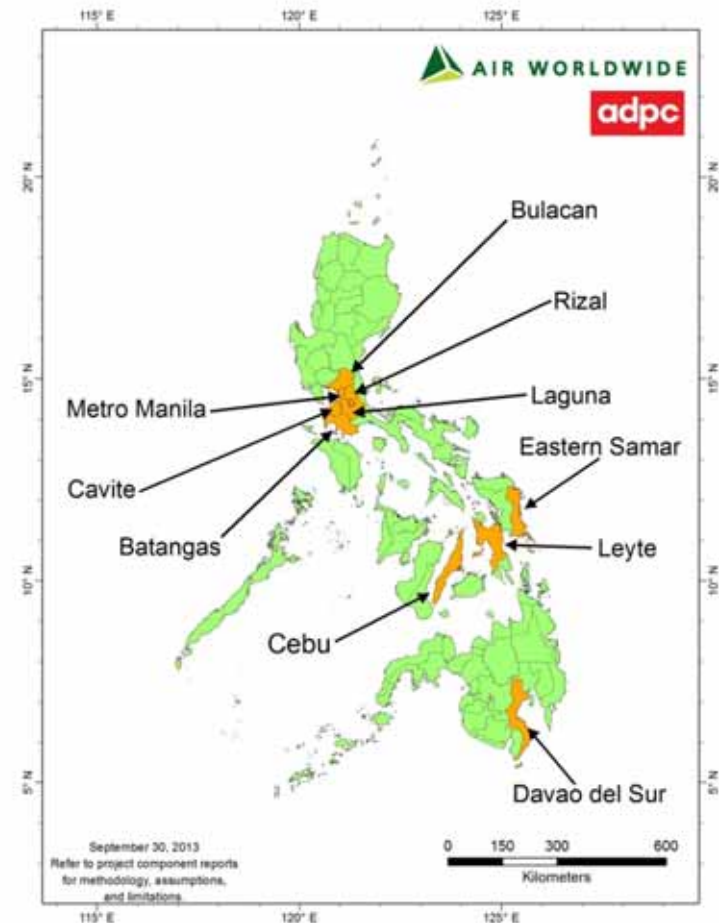 115° E
120° E
125° E
AIR WORLDWIDE
adpc
20° N
20° N
Bulacan
Rizal
15° N
15° N
Metro Manila
Laguna
Eastern Samar
Cavite
Batangas
Leyte
10° N
10° N
Cebu
5° N
5° N
Davao del Sur
September 30, 2013
Refer to project component reports
for methodology, assumptions,
and limitations.
0 150 300 600
Kilometers
115° E
120° E
125° E